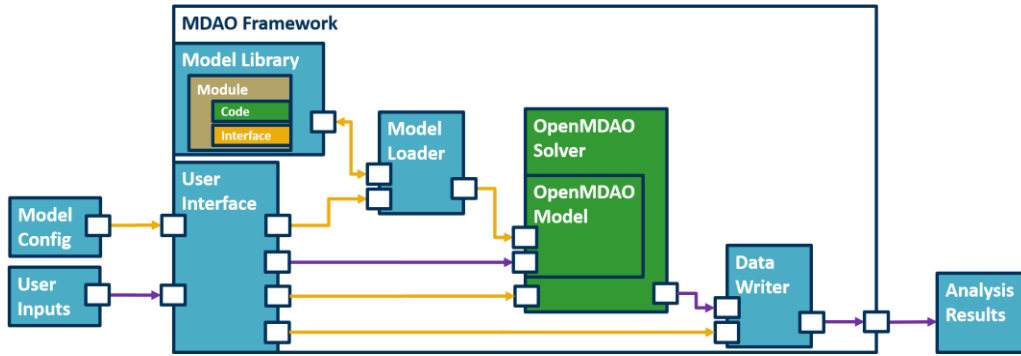 MDAO Framework
Model Library
Module
Code
Interface
Model
Loader
OpenMDAO
Solver
OpenMDAO
Model
User
Interface
Model
Config
User
Inputs
Data
Writer
Analysis
Results